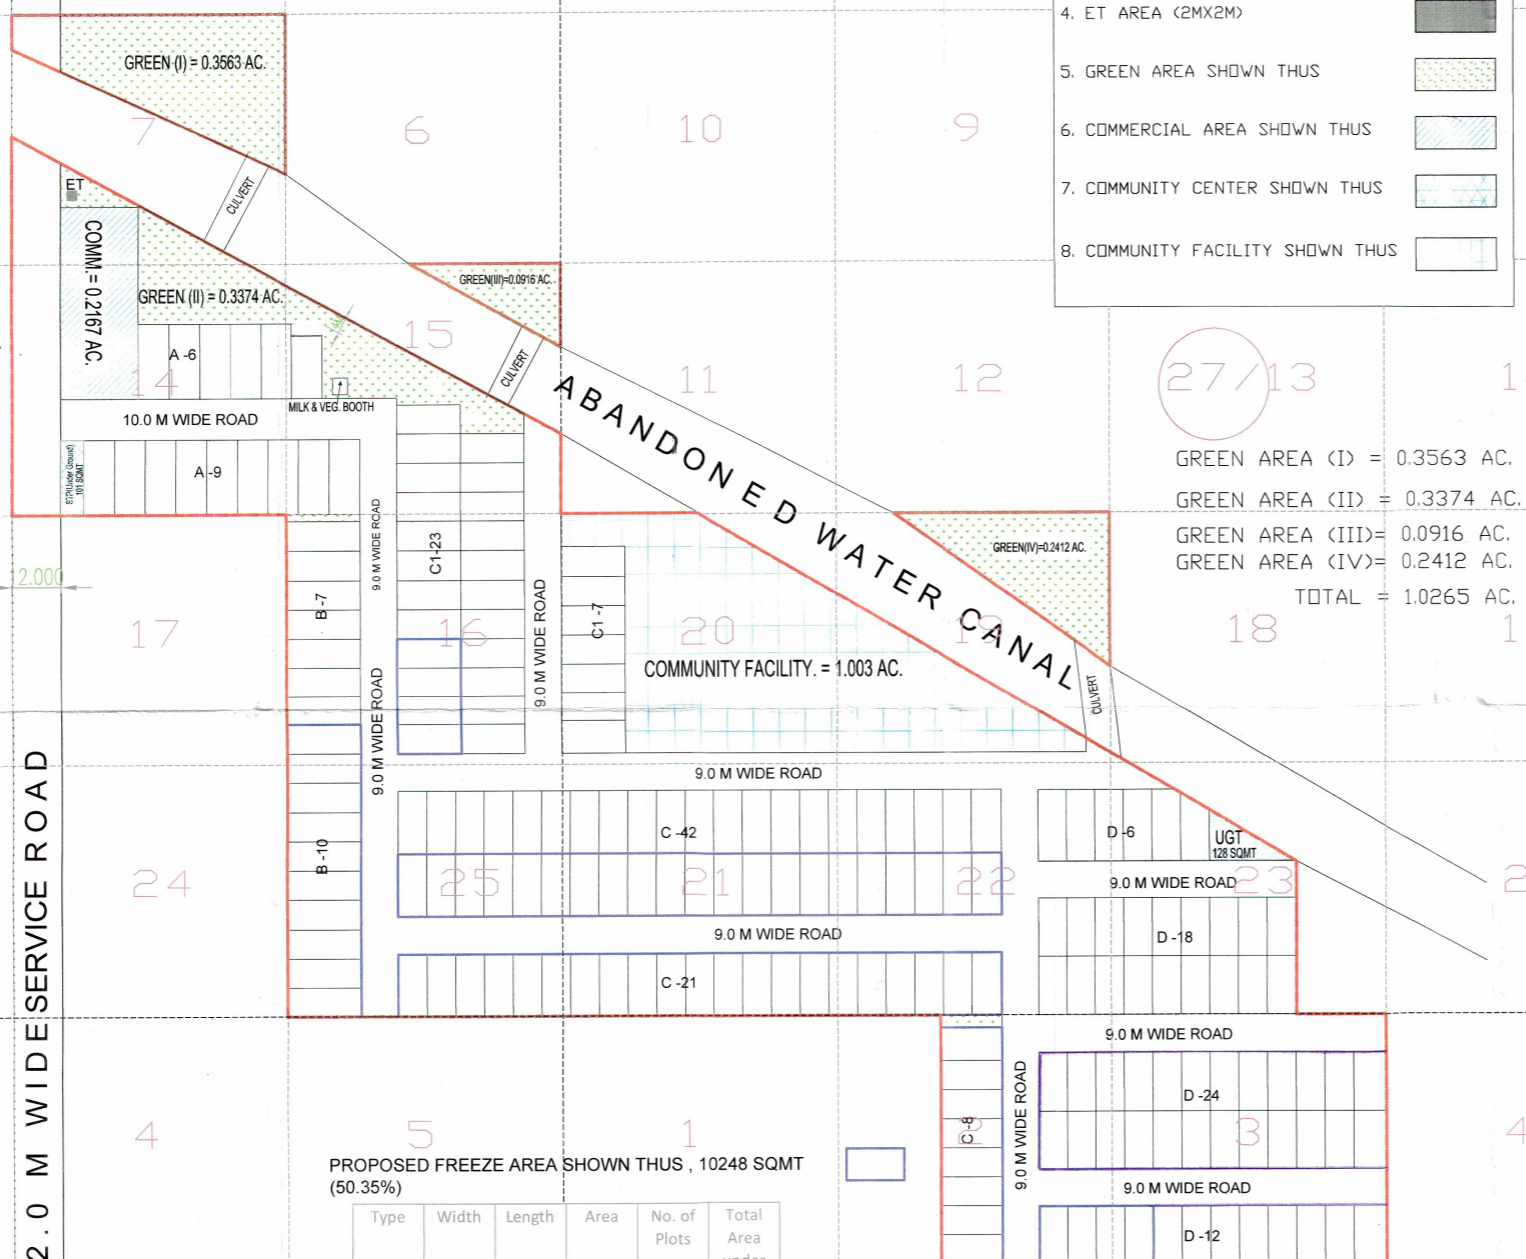 4. ET AREA (2MX2M)
5. GREEN AREA SHOWN THUS
6. COMMERCIAL AREA SHOWN THUS
7. COMMUNITY CENTER SHOWN THUS
8. COMMUNITY FACILITY SHOWN THUS
GREEN (I) = 0.3563 AC.
7
6
10
9
CULVERT
ET
COMM.= 0.2167 AC.
GREEN (II) = 0.3374 AC.
GREEN(III)=0.0916 AC.
15
CULVERT
A -6
14
11
12
27/13
MILK & VEG. BOOTH
10.0 M WIDE ROAD
ABANDONED WATER CANAL
A -9
STP(Under Ground)
101 SQMT
GREEN AREA (I) = 0.3563 AC.
GREEN AREA (II) = 0.3374 AC.
GREEN AREA (III)= 0.0916 AC.
GREEN AREA (IV)= 0.2412 AC.
TOTAL = 1.0265 AC.
9.0 M WIDE ROAD
C1-23
GREEN(IV)=0.2412 AC.
2.000
B -7
9.0 M WIDE ROAD
C1 -7
17
16
20
19
18
COMMUNITY FACILITY. = 1.003 AC.
CULVERT
9.0 M WIDE ROAD
9.0 M WIDE ROAD
2.0 M WIDE SERVICE ROAD
C -42
D -6
UGT
128 SQMT
B -10
24
25
21
22
9.0 M WIDE ROAD
23
9.0 M WIDE ROAD
D -18
C -21
9.0 M WIDE ROAD
9.0 M WIDE ROAD
D -24
4
5
1
C -8
2
3
4
PROPOSED FREEZE AREA SHOWN THUS , 10248 SQMT
(50.35%)
9.0 M WIDE ROAD
D -12
Type Width Length Area No. of Plots Total Area